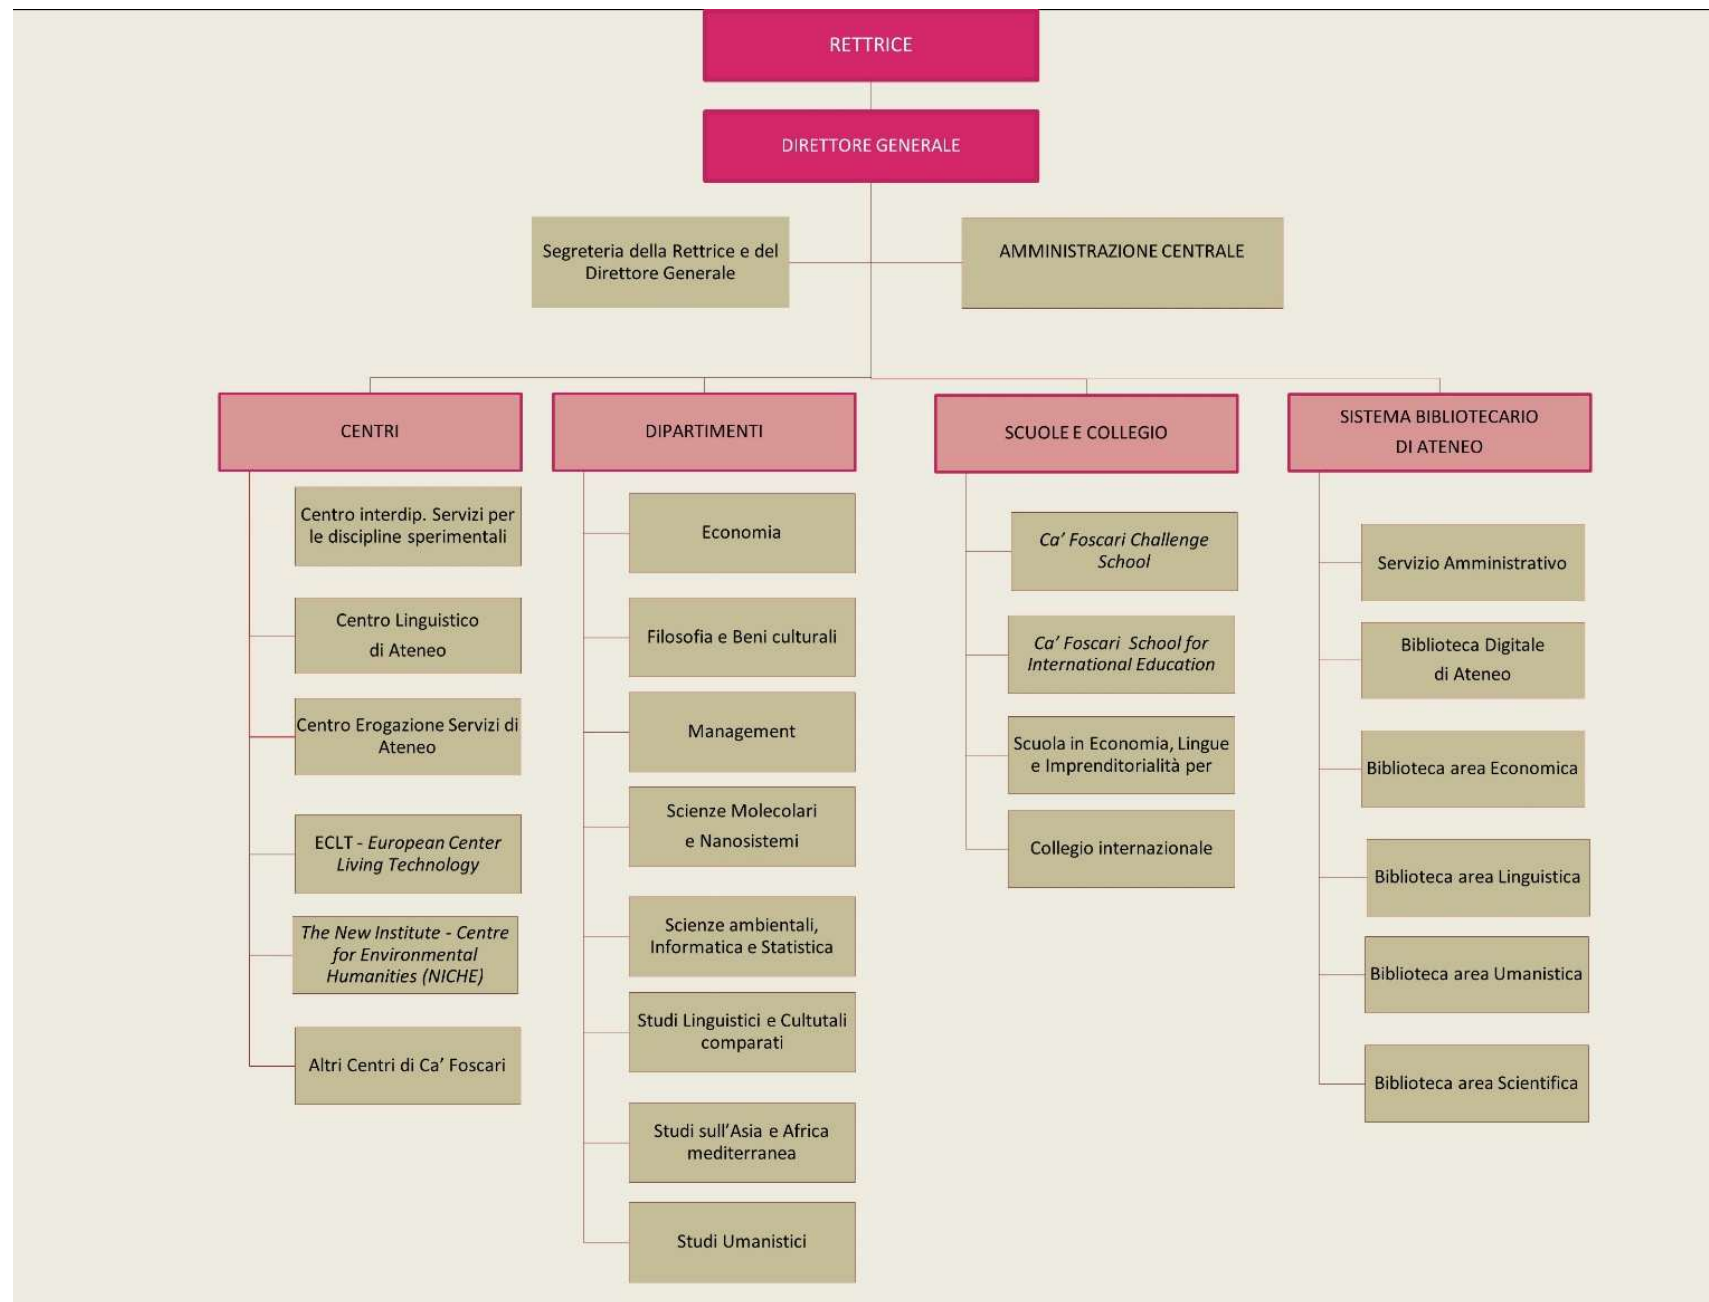 RETTRICE
DIRETTORE GENERALE
Segreteria della Rettrice e del
Direttore Generale
AMMINISTRAZIONE CENTRALE
CENTRI
Centro interdip. Servizi per
le discipline sperimentali
Centro Linguistico
di Ateneo
Centro Erogazione Servizi di
Ateneo
ECLT - European Center
Living Technology
The New Institute - Centre
for Environmental
Humanities (NICHE)
Altri Centri di Ca’ Foscari
DIPARTIMENTI
Economia
Filosofia e Beni culturali
Management
Scienze Molecolari
e Nanosistemi
Scienze ambientali,
Informatica e Statistica
Studi Linguistici e Cultutali
comparati
Studi sull’Asia e Africa
mediterranea
Studi Umanistici
SCUOLE E COLLEGIO
Ca’ Foscari Challenge
School
Ca’ Foscari School for
International Education
Scuola in Economia, Lingue
e Imprenditorialità per
Collegio internazionale
SISTEMA BIBLIOTECARIO
DI ATENEO
Servizio Amministrativo
Biblioteca Digitale
di Ateneo
Biblioteca area Economica
Biblioteca area Linguistica
Biblioteca area Umanistica
Biblioteca area Scientifica